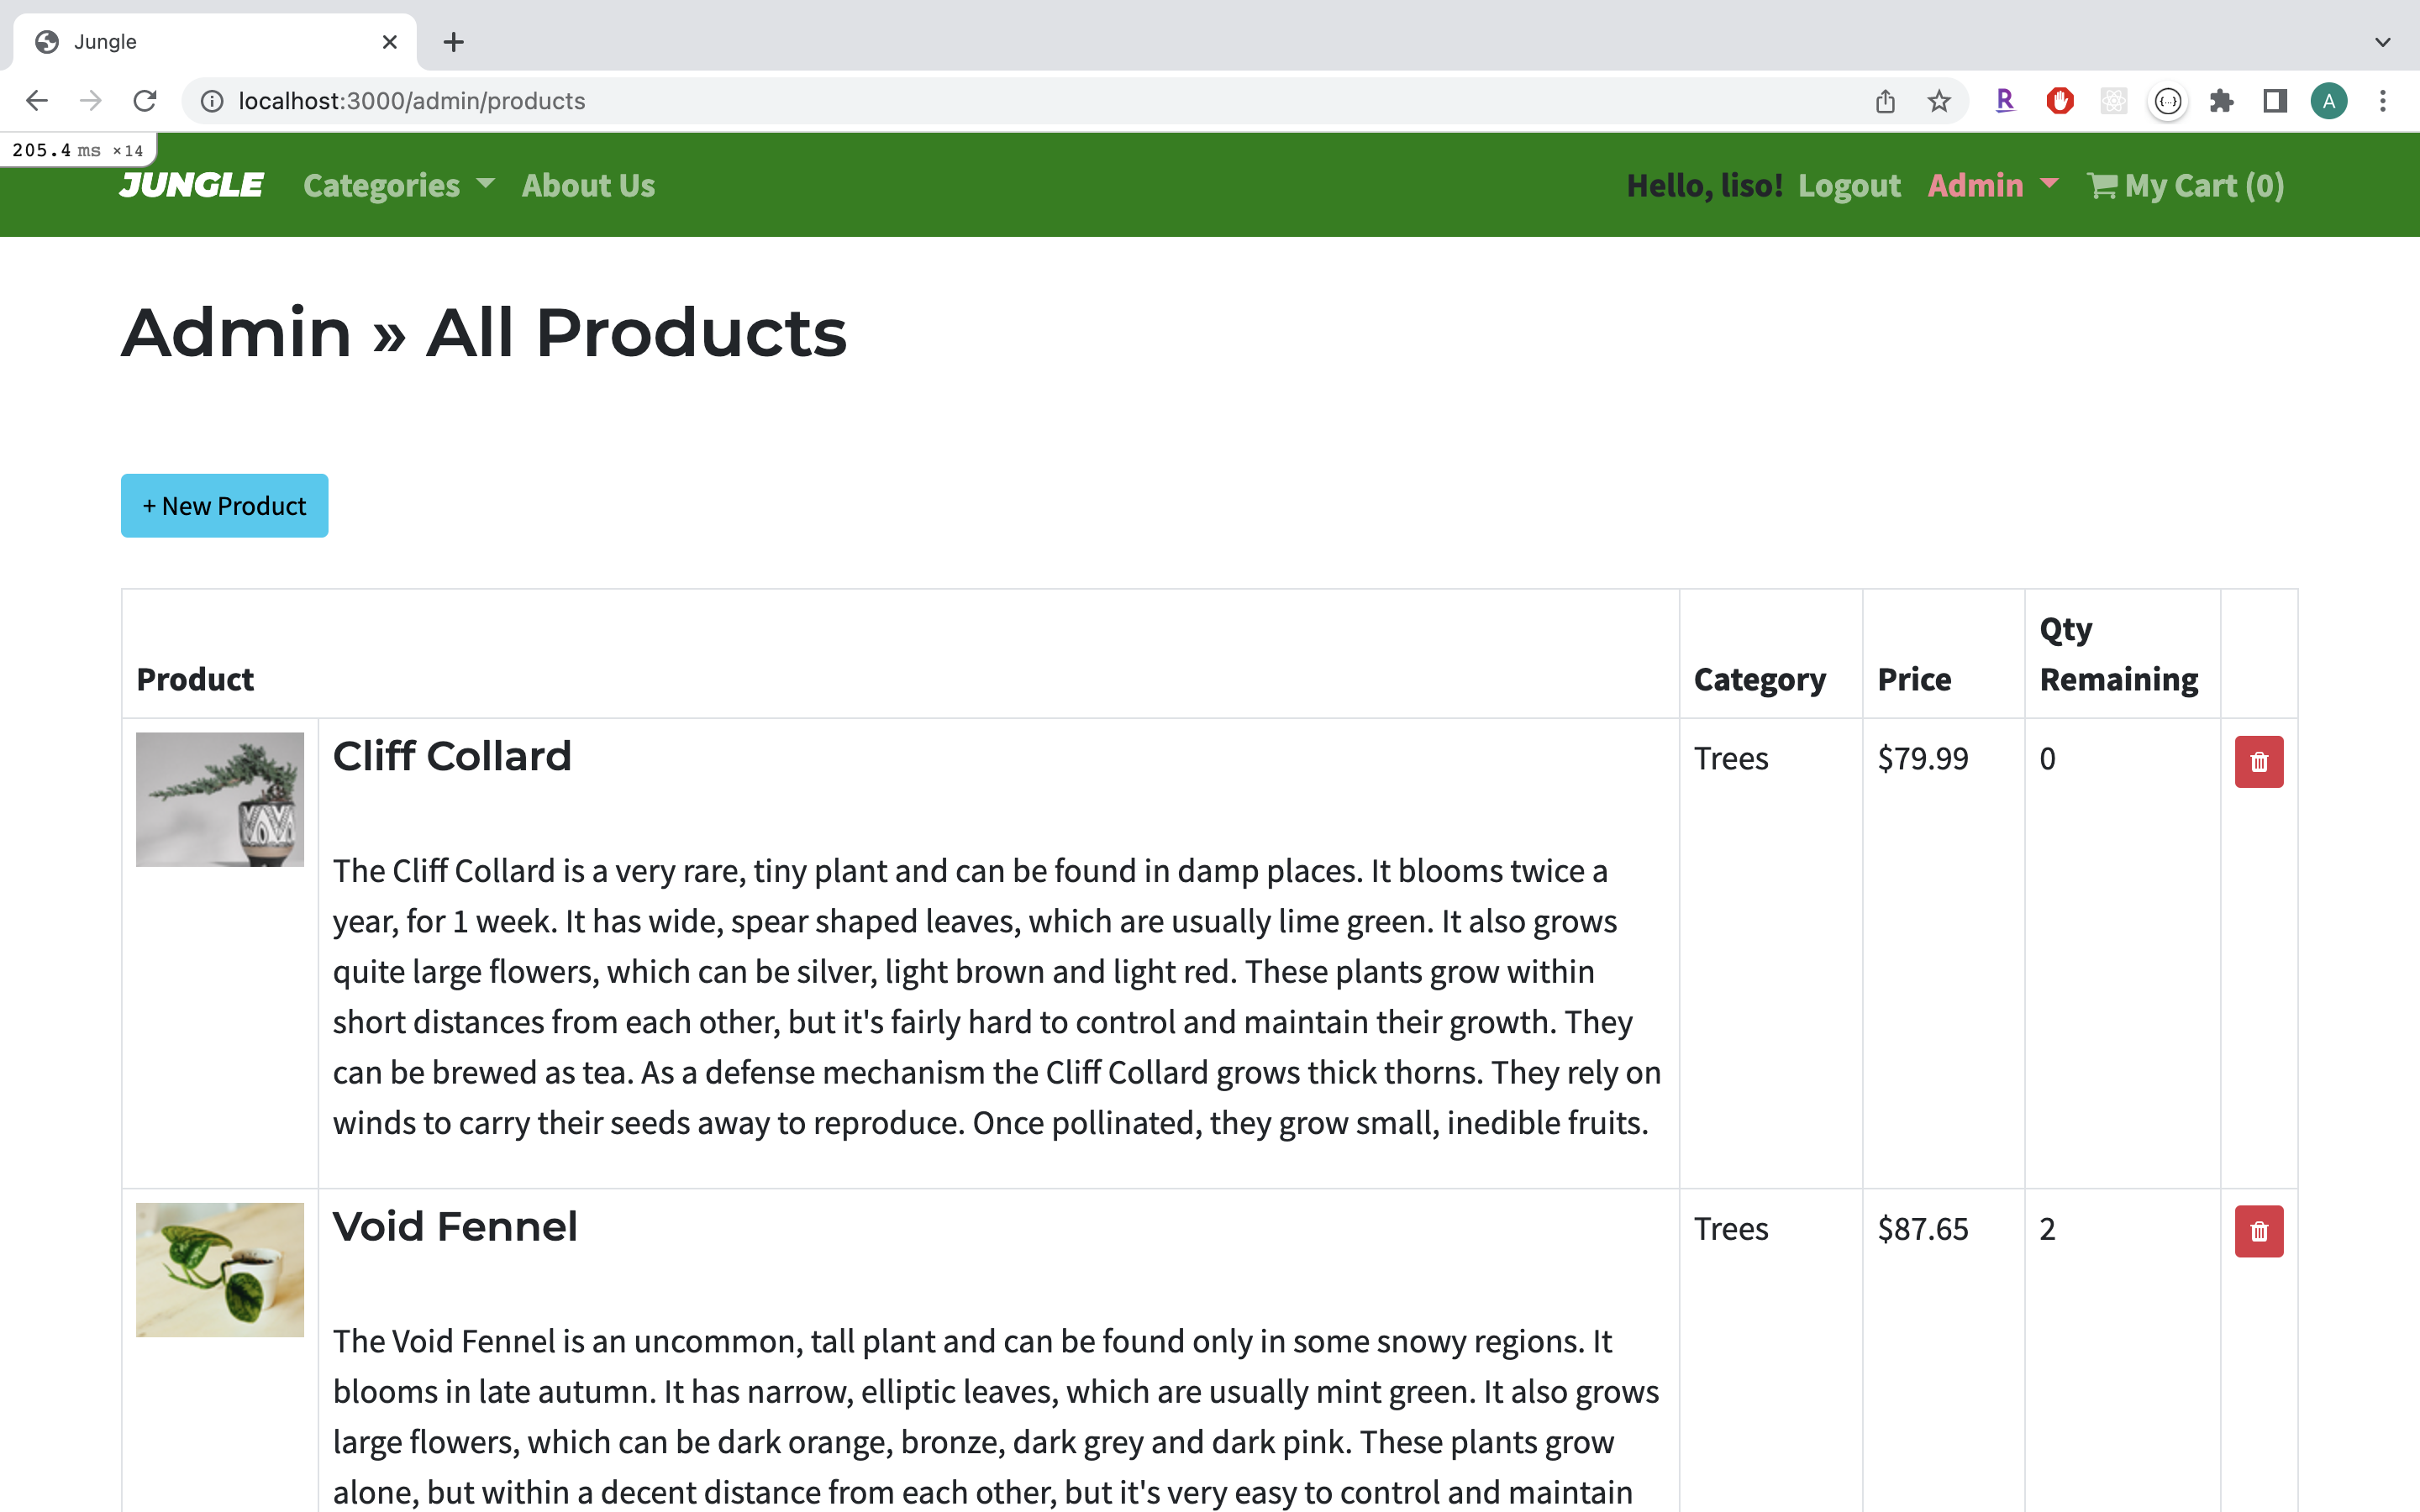 Jungle
localhost:3000/admin/products
R
A
205.4 ms ×14
JUNGLE Categories About Us Hello, liso! Logout Admin My Cart (0)
Admin » All Products
+ New Product
Qty
Product Category Price Remaining
Cliff Collard Trees $79.99 0
The Cliff Collard is a very rare, tiny plant and can be found in damp places. It blooms twice a
year, for 1 week. It has wide, spear shaped leaves, which are usually lime green. It also grows
quite large flowers, which can be silver, light brown and light red. These plants grow within
short distances from each other, but it's fairly hard to control and maintain their growth. They
can be brewed as tea. As a defense mechanism the Cliff Collard grows thick thorns. They rely on
winds to carry their seeds away to reproduce. Once pollinated, they grow small, inedible fruits.
Void Fennel Trees $87.65 2
The Void Fennel is an uncommon, tall plant and can be found only in some snowy regions. It
blooms in late autumn. It has narrow, elliptic leaves, which are usually mint green. It also grows
large flowers, which can be dark orange, bronze, dark grey and dark pink. These plants grow
alone, but within a decent distance from each other, but it's very easy to control and maintain